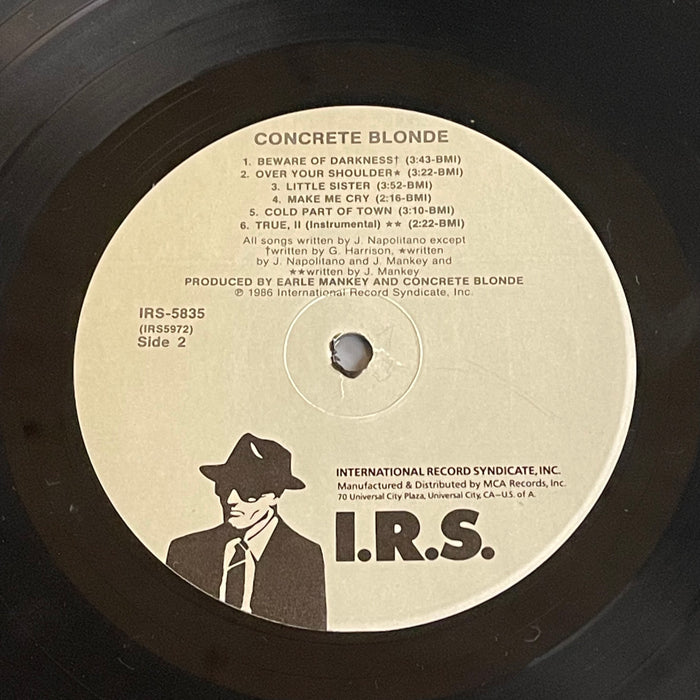 CONCRETE BLONDE
1. BEWARE OF DARKNESS† (3:43-BMI)
2. OVER YOUR SHOULDER★ (3:22-BMI)
3. LITTLE SISTER (3:52-BMI)
4. MAKE ME CRY (2:16-BMI)
5. COLD PART OF TOWN (3:10-BMI)
6. TRUE, II (Instrumental) ★★ (2:22-BMI)
All songs written by J. Napolitano except
†written by G. Harrison, ★written
by J. Napolitano and J. Mankey and
★★written by J. Mankey
PRODUCED BY EARLE MANKEY AND CONCRETE BLONDE
℗ 1986 International Record Syndicate, Inc.
IRS-5835
(IRS5972)
Side 2
INTERNATIONAL RECORD SYNDICATE, INC.
Manufactured & Distributed by MCA Records, Inc.
70 Universal City Plaza, Universal City, CA–U.S. of A.
I.R.S.